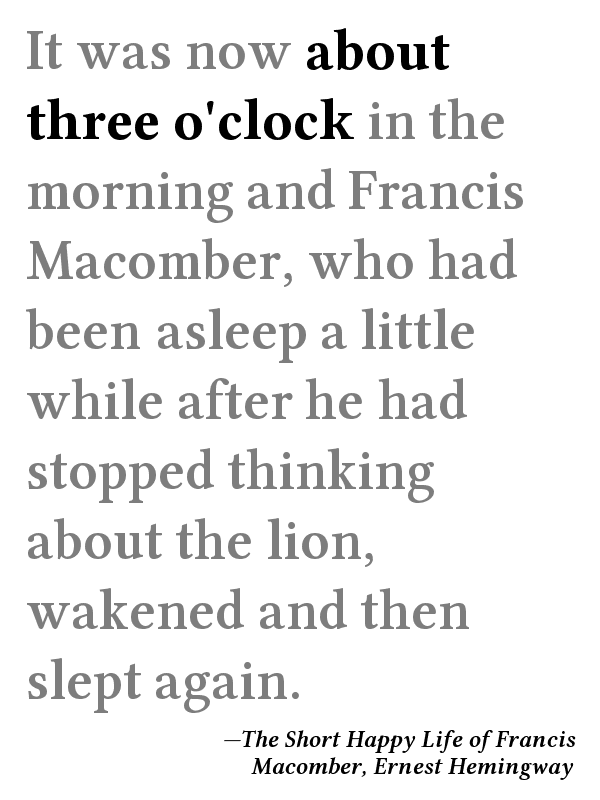 It was now about
three o'clock in the
morning and Francis
Macomber, who had
been asleep a little
while after he had
stopped thinking
about the lion,
wakened and then
slept again.
—The Short Happy Life of Francis
Macomber, Ernest Hemingway